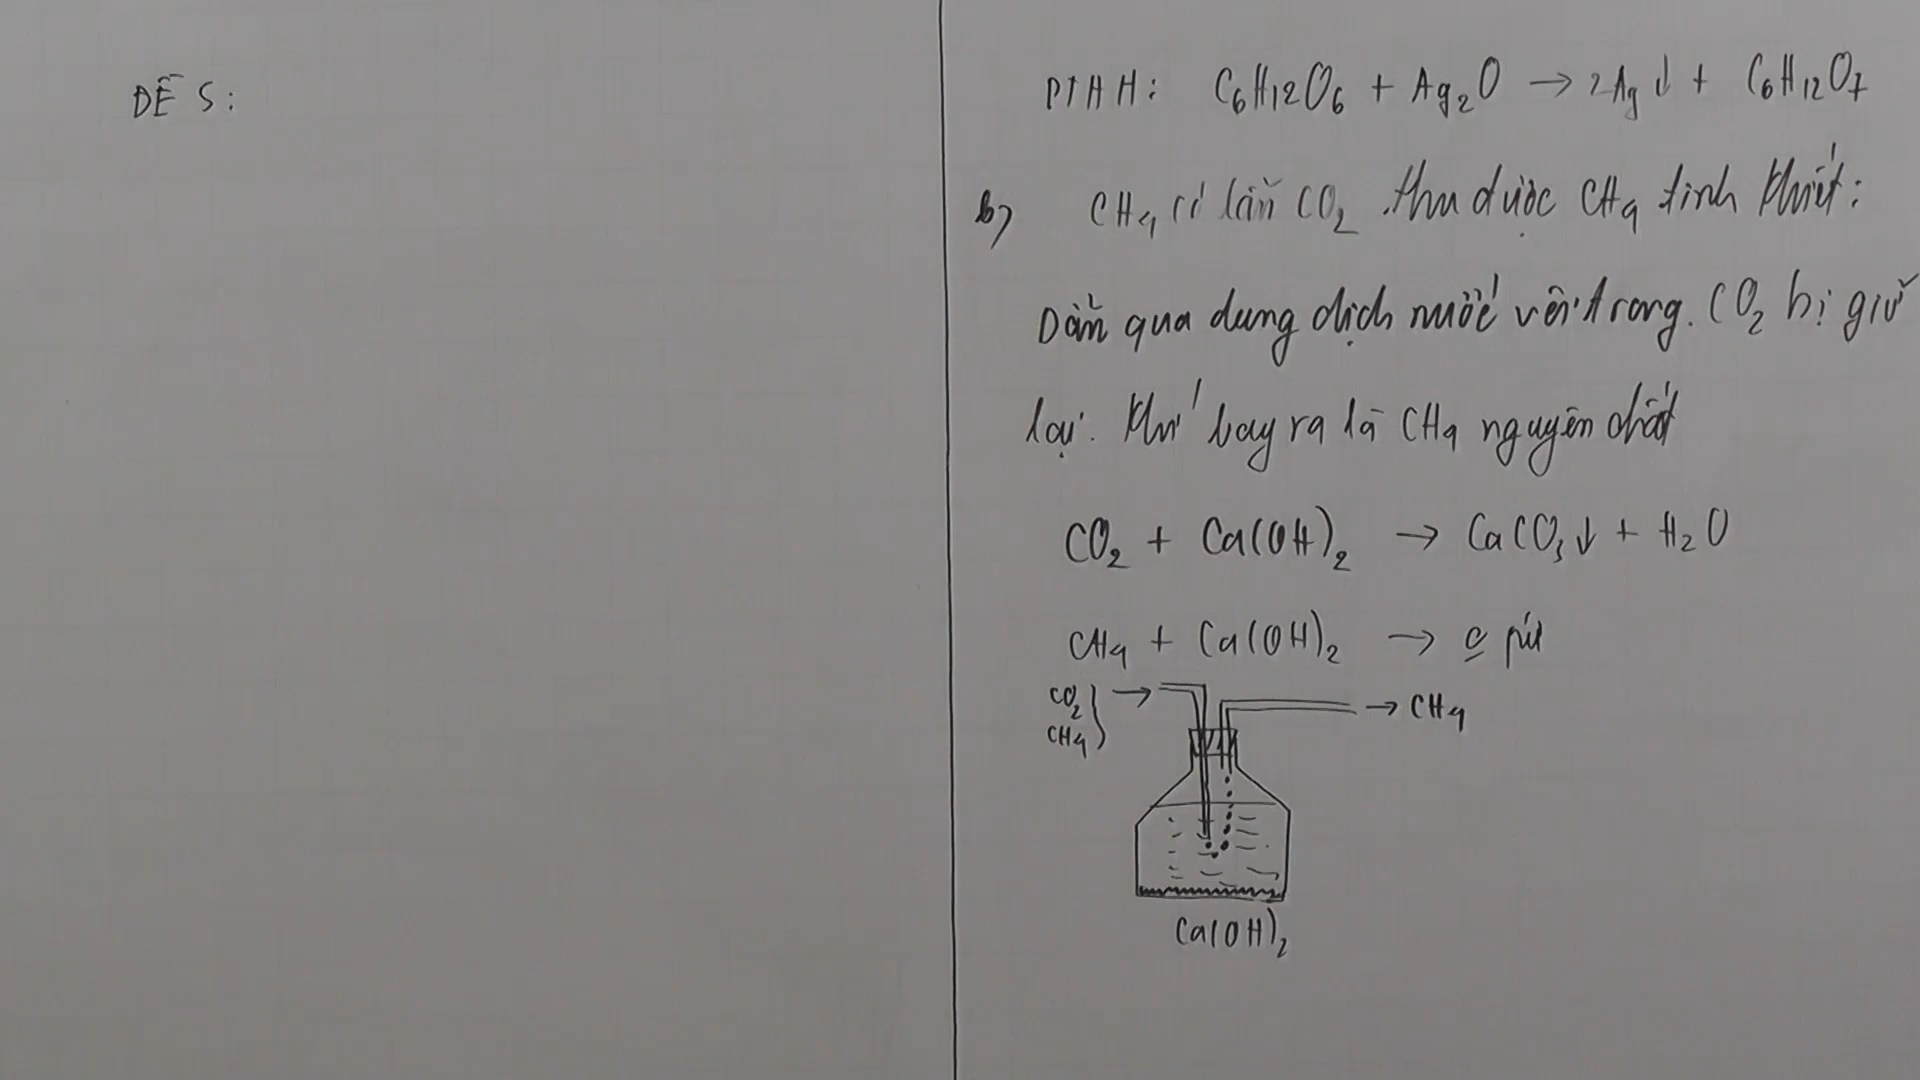 ĐỀ 5:
PTHH: C6H12O6 + Ag2O → 2Ag↓ + C6H12O7
b) CH4 có lẫn CO2 . thu được CH4 tinh khiết:
Dẫn qua dung dịch nước vôi trong. CO2 bị giữ
lại. Khí bay ra là CH4 nguyên chất
CO2 + Ca(OH)2 → CaCO3↓ + H2O
CH4 + Ca(OH)2 →
CO2 → → CH4
CH4
Ca(OH)2